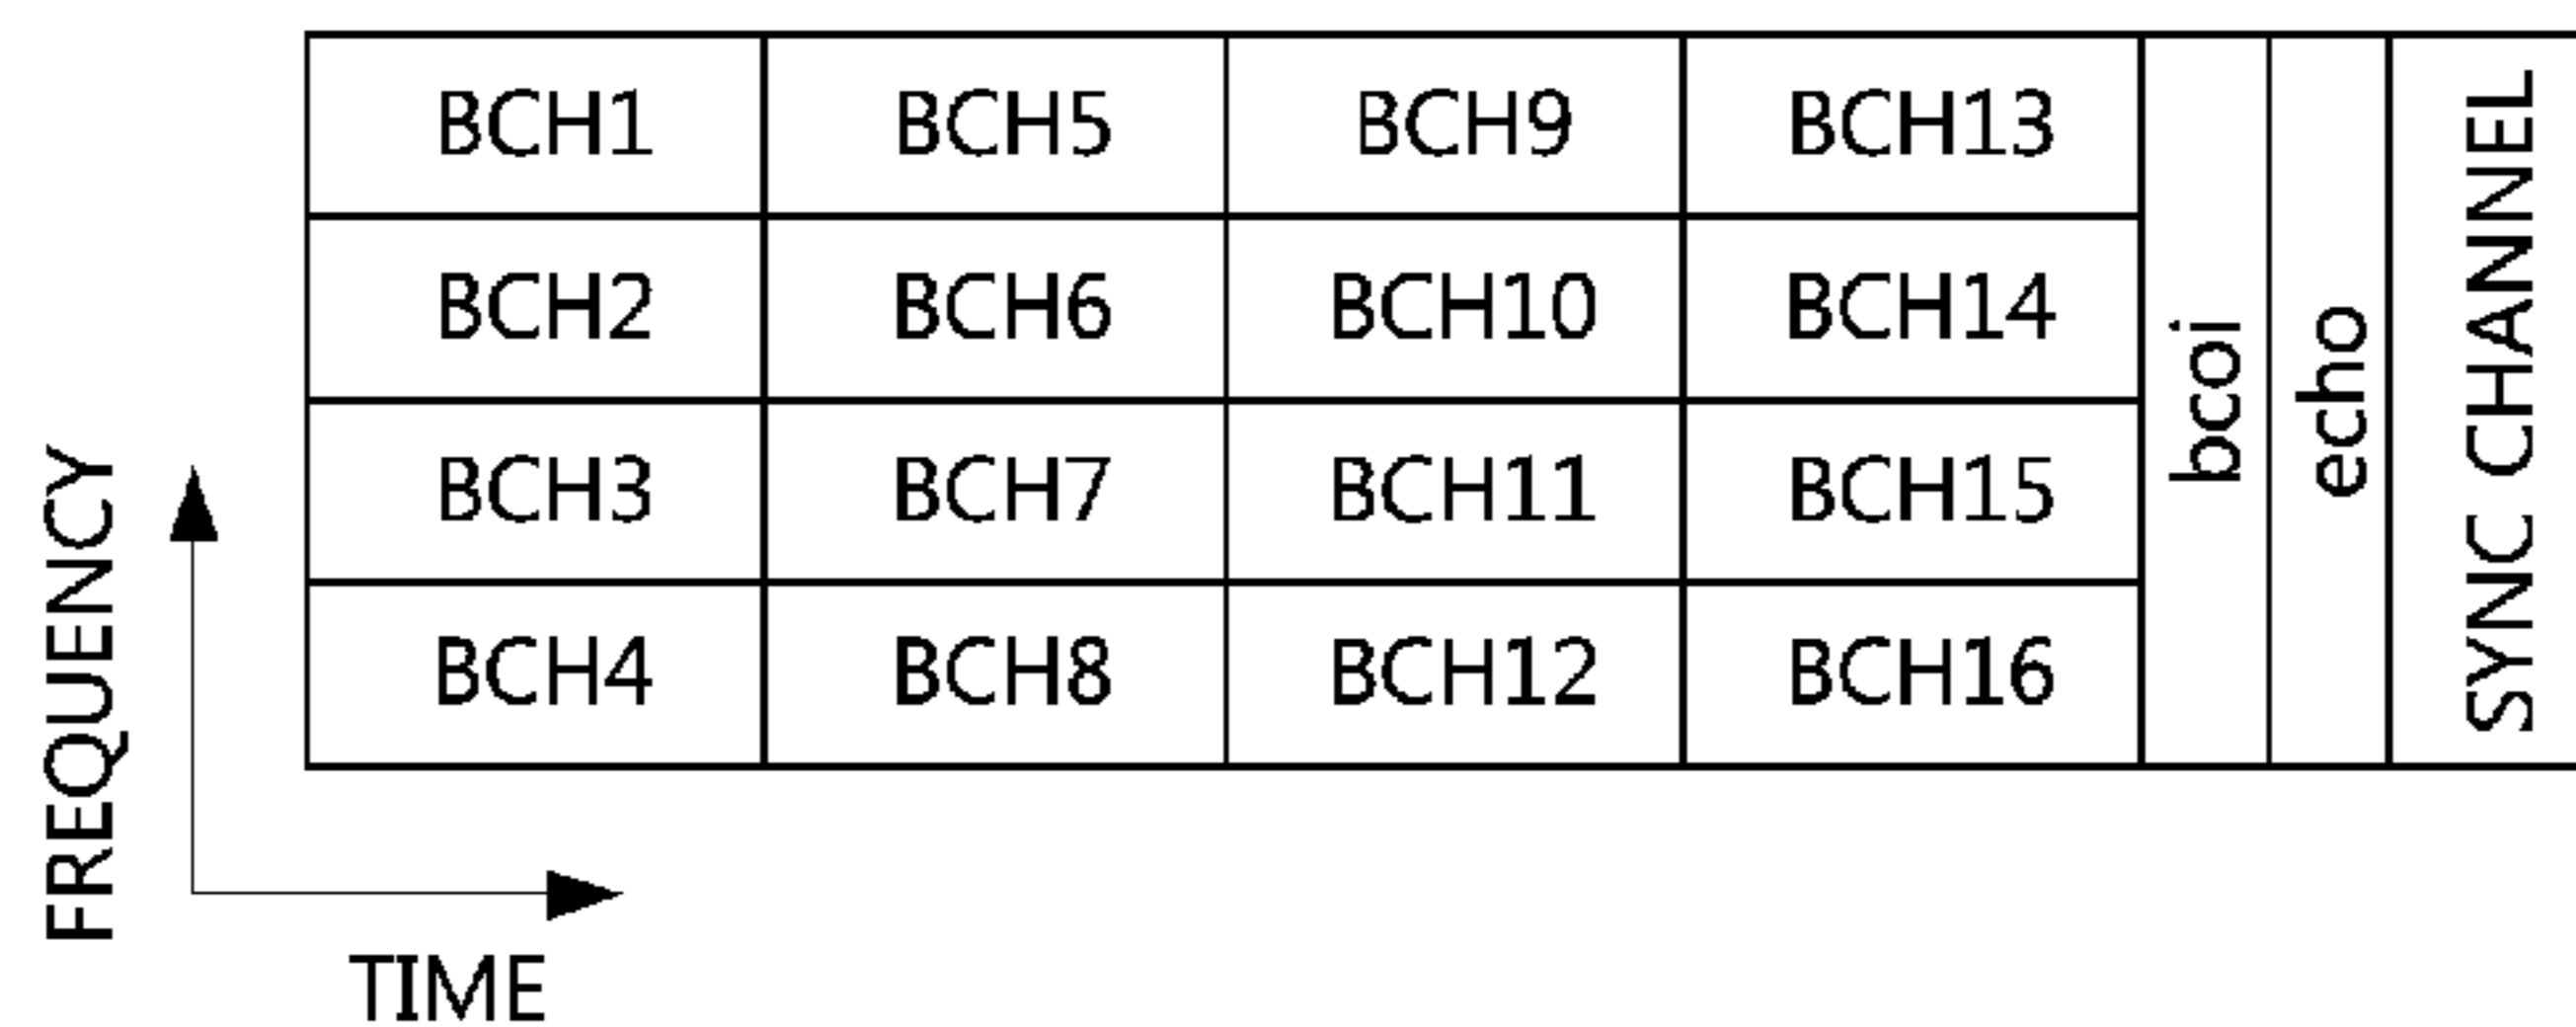 BCH1 BCH5 BCH9 BCH13
BCH2 BCH6 BCH10 BCH14
BCH3 BCH7 BCH11 BCH15
BCH4 BCH8 BCH12 BCH16
bcoi
echo
SYNC CHANNEL
FREQUENCY
TIME